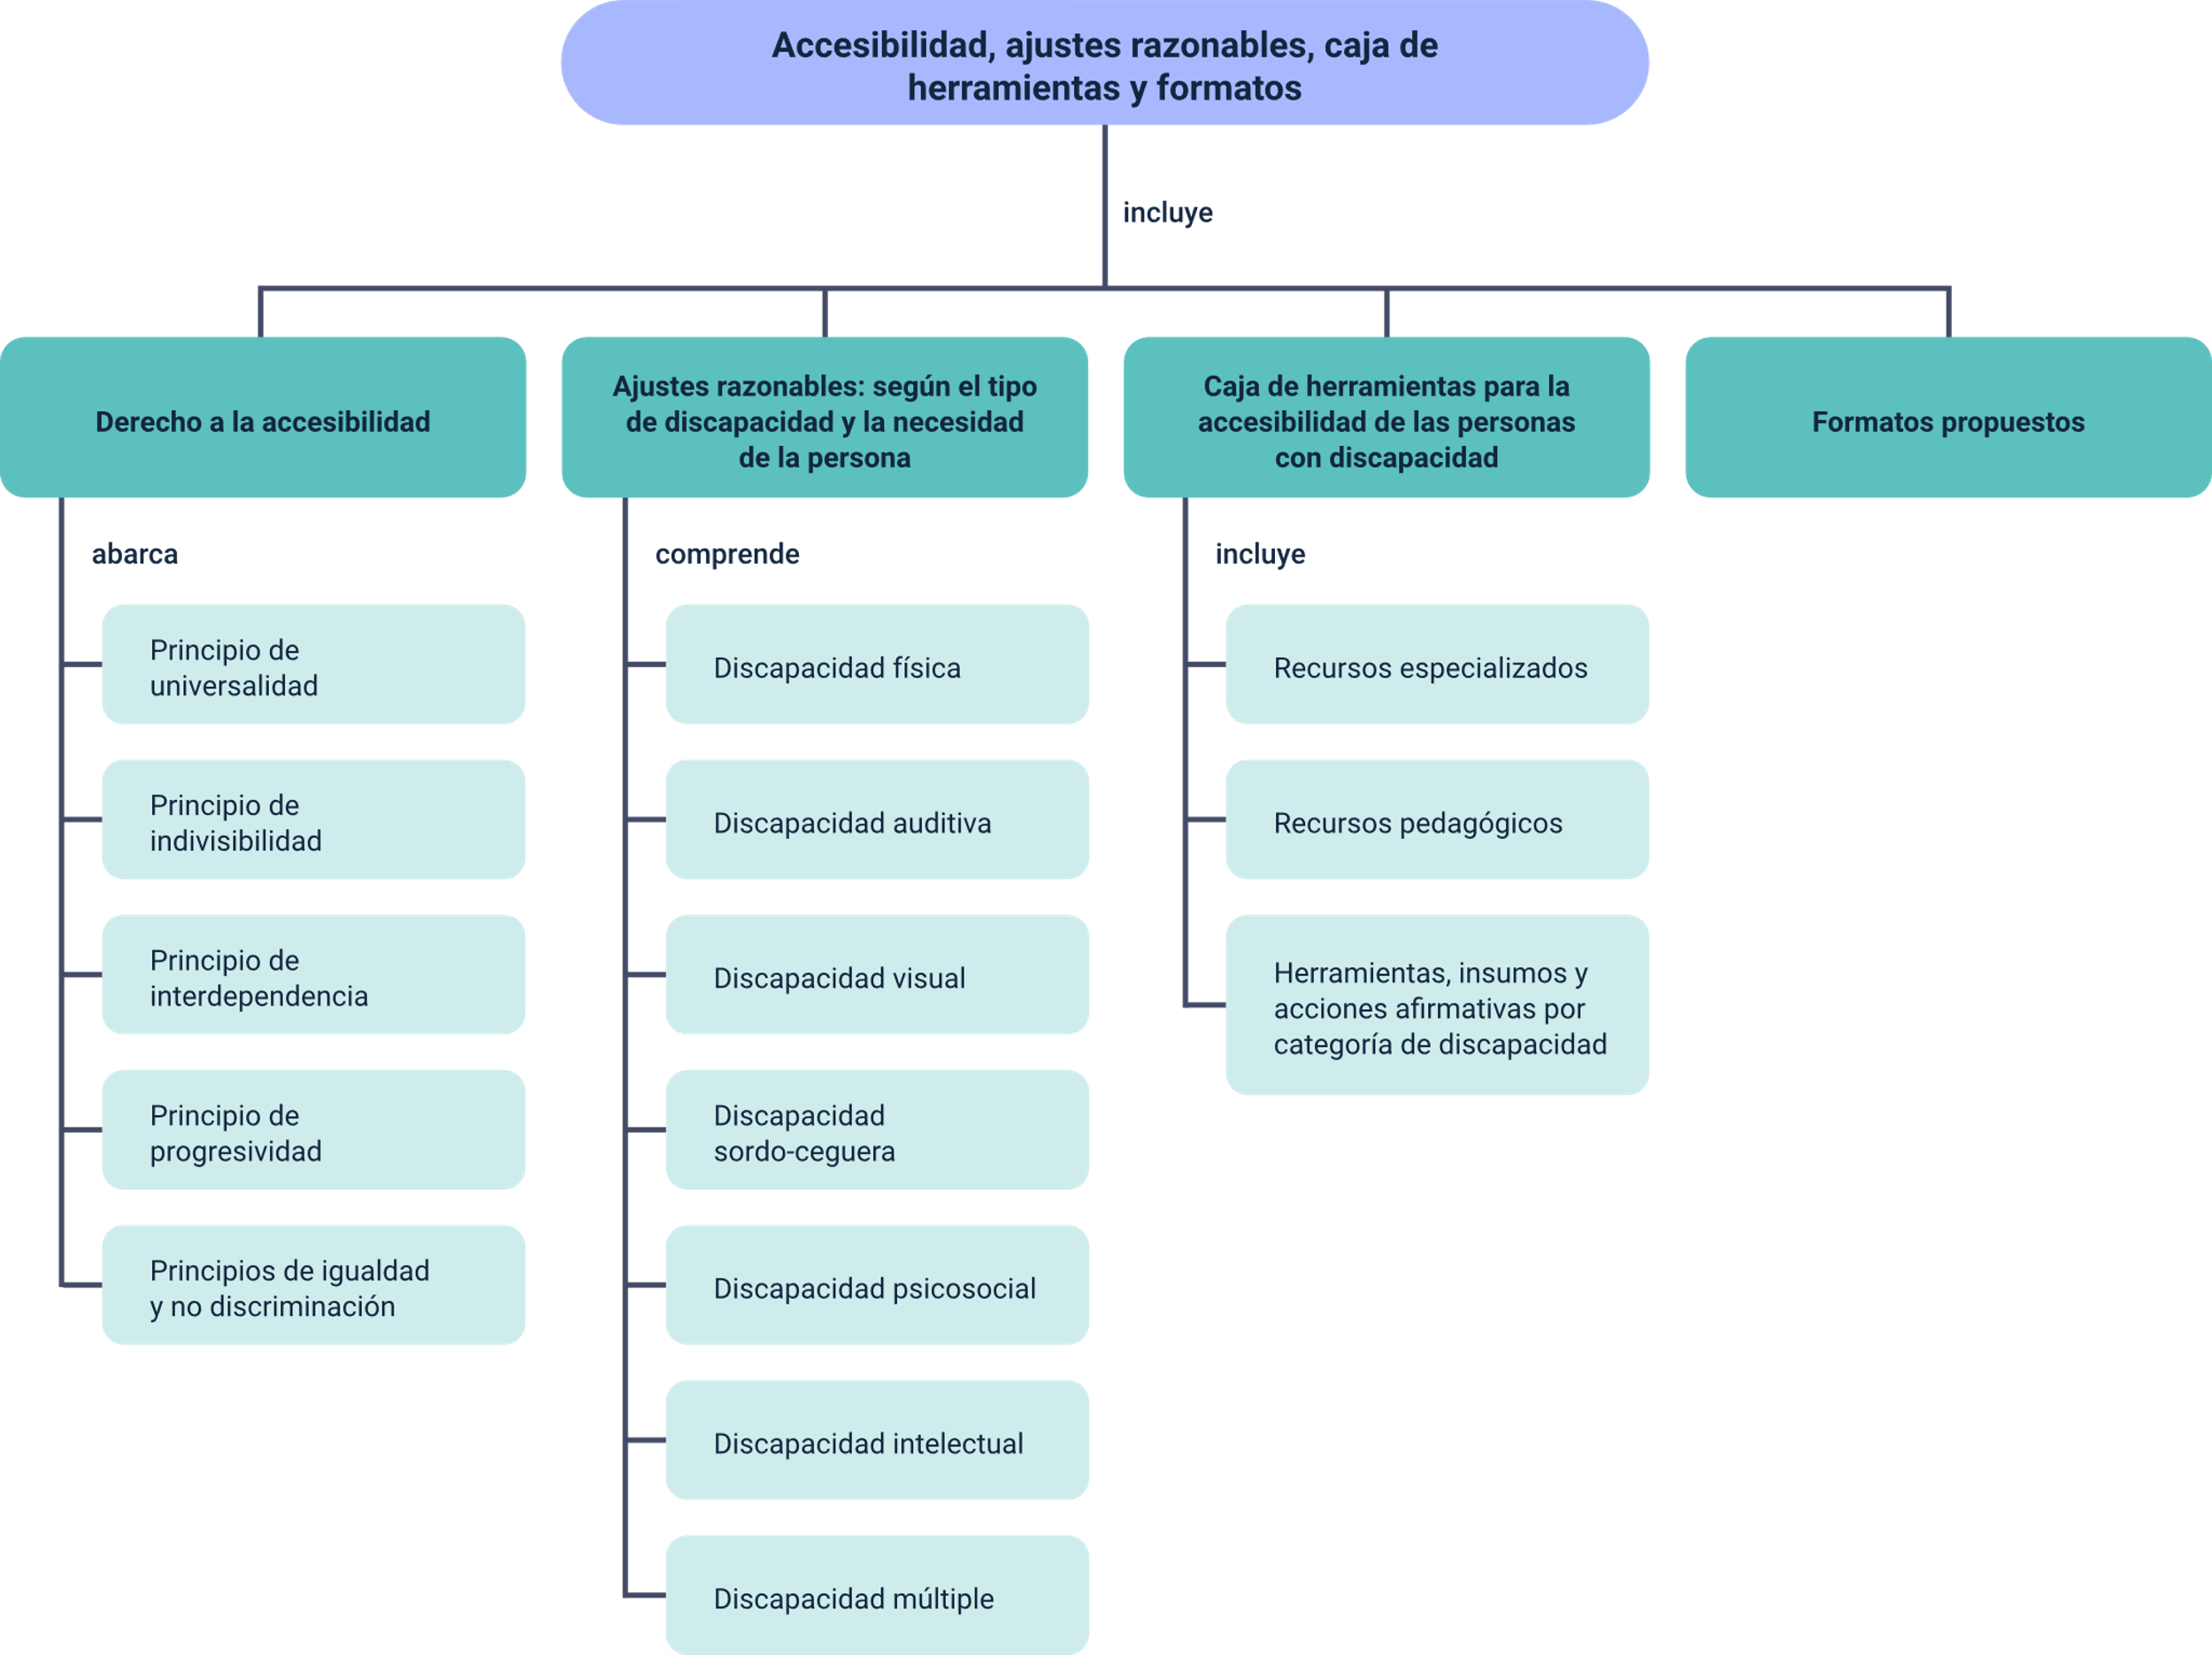 Accesibilidad, ajustes razonables, caja de
herramientas y formatos
incluye
Derecho a la accesibilidad
abarca
Principio de
universalidad
Principio de
indivisibilidad
Principio de
interdependencia
Principio de
progresividad
Principios de igualdad
y no discriminación
Ajustes razonables: según el tipo
de discapacidad y la necesidad
de la persona
comprende
Discapacidad física
Discapacidad auditiva
Discapacidad visual
Discapacidad
sordo-ceguera
Discapacidad psicosocial
Discapacidad intelectual
Discapacidad múltiple
Caja de herramientas para la
accesibilidad de las personas
con discapacidad
incluye
Recursos especializados
Recursos pedagógicos
Herramientas, insumos y
acciones afirmativas por
categoría de discapacidad
Formatos propuestos